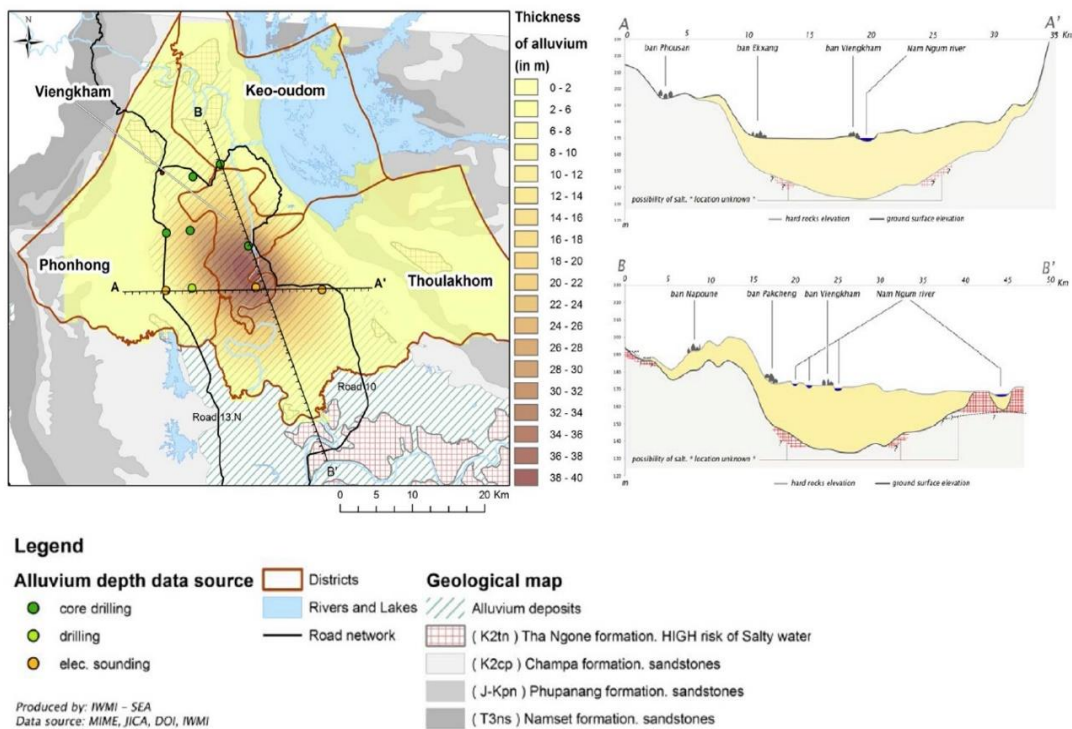 N
Viengkham
Keo-oudom
B
Phonhong
Thoulakhom
A
A'
Road 10
Road 13.N
B'
0 5 10 20 Km
Thickness
of alluvium
(in m)
0 - 2
2 - 6
6 - 8
8 - 10
10 - 12
12 - 14
14 - 16
16 - 18
18 - 20
20 - 22
22 - 24
24 - 26
26 - 28
28 - 30
30 - 32
32 - 34
34 - 36
36 - 38
38 - 40
A A'
0 5 10 15 20 25 30 35 Km
ban Phousan ban Ekxang ban Viengkham Nam Ngum river
? ? ? ?
possibility of salt. " location unknown "
m
hard rocks elevation ground surface elevation
B B'
0 5 10 15 20 25 30 35 40 45 50 Km
ban Napoune ban Pakcheng ban Viengkham Nam Ngum river
possibility of salt. " location unknown "
m
hard rocks elevation ground surface elevation
Legend
Alluvium depth data source
core drilling
drilling
elec. sounding
Produced by: IWMI – SEA
Data source: MIME, JICA, DOI, IWMI
Districts
Rivers and Lakes
Road network
Geological map
Alluvium deposits
( K2tn ) Tha Ngone formation. HIGH risk of Salty water
( K2cp ) Champa formation. sandstones
( J-Kpn ) Phupanang formation. sandstones
( T3ns ) Namset formation. sandstones